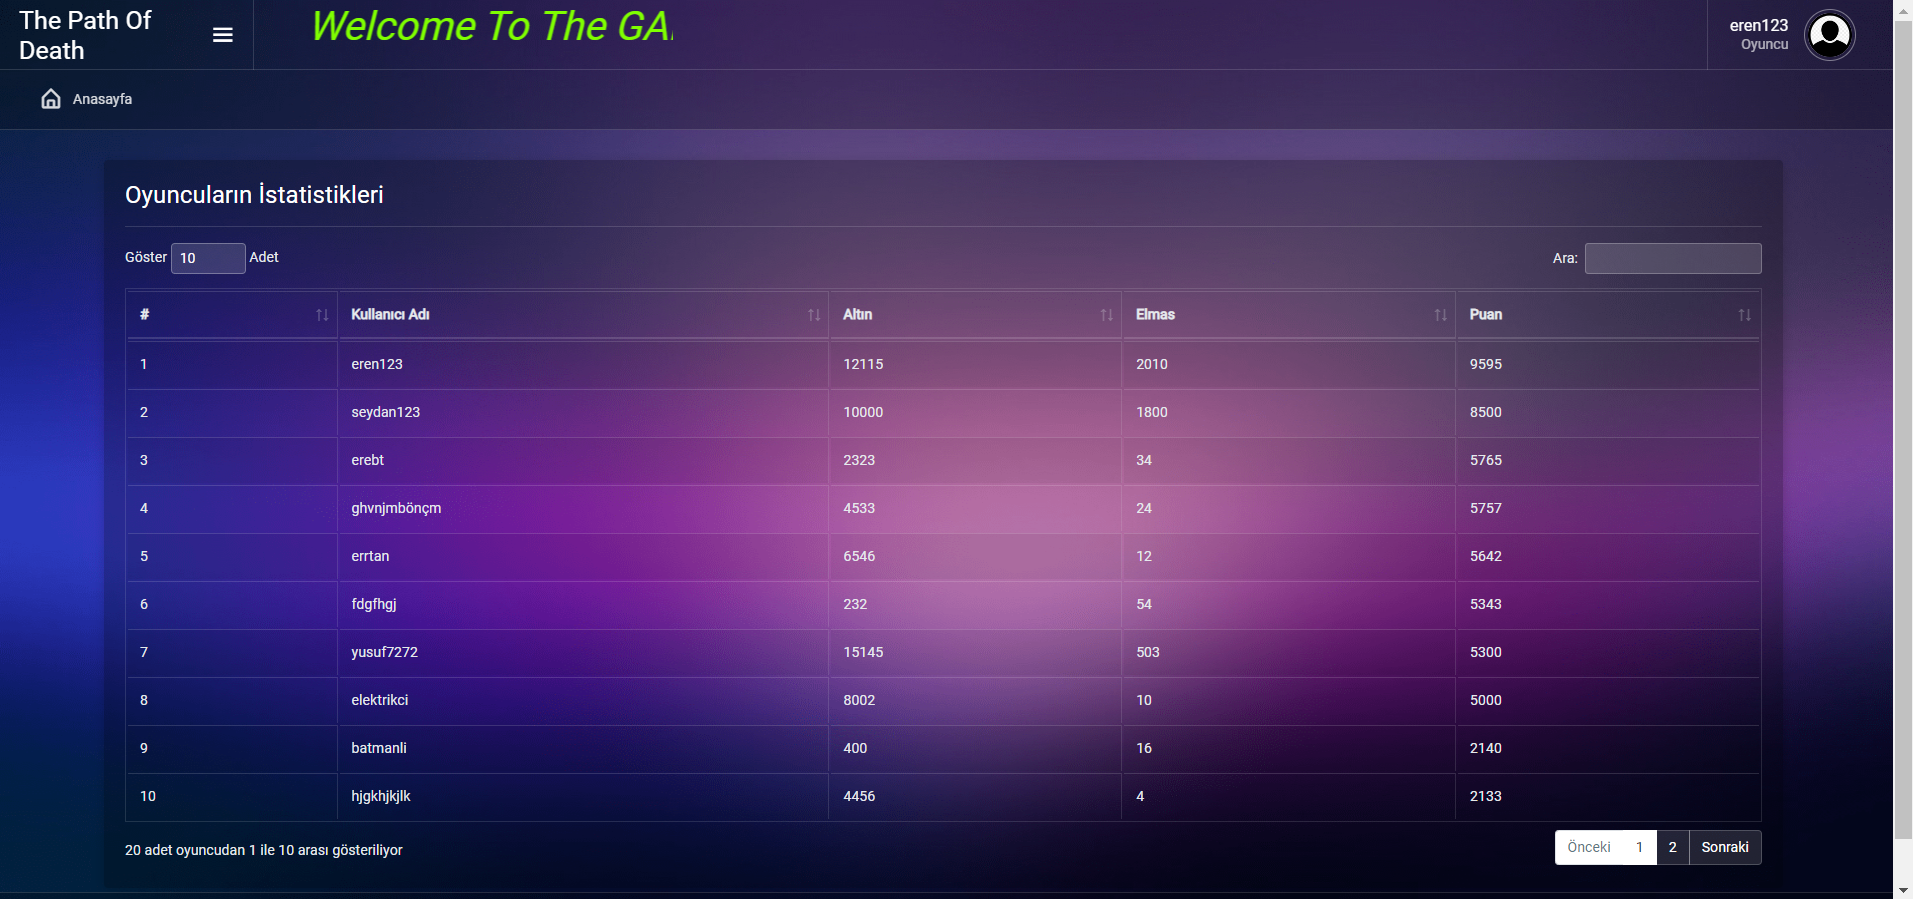 The Path Of
Death
Welcome To The GA
eren123
Oyuncu
Anasayfa
Oyuncuların İstatistikleri
Göster 10 Adet
Ara:
# Kullanıcı Adı Altın Elmas Puan
1 eren123 12115 2010 9595
2 seydan123 10000 1800 8500
3 erebt 2323 34 5765
4 ghvnjmbönçm 4533 24 5757
5 errtan 6546 12 5642
6 fdgfhgj 232 54 5343
7 yusuf7272 15145 503 5300
8 elektrikci 8002 10 5000
9 batmanli 400 16 2140
10 hjgkhjkjlk 4456 4 2133
20 adet oyuncudan 1 ile 10 arası gösteriliyor
Önceki 1 2 Sonraki